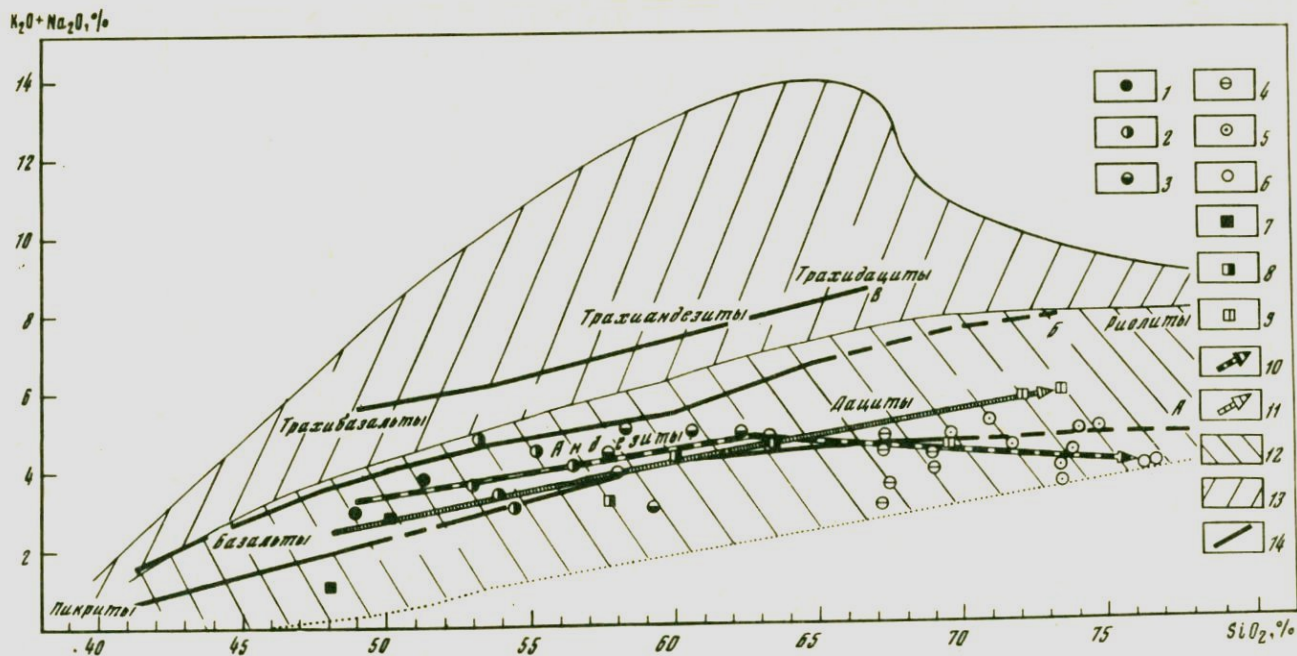 K₂O+Na₂O,%
14
12
10
8
6
4
2
40
45
50
55
60
65
70
75
SiO₂,%
1
2
3
4
5
6
7
8
9
10
11
12
13
14
Трахидациты
В
Трахиандезиты
Трахибазальты
Б
Риолиты
Дациты
А
Андезиты
Базальты
Пикриты